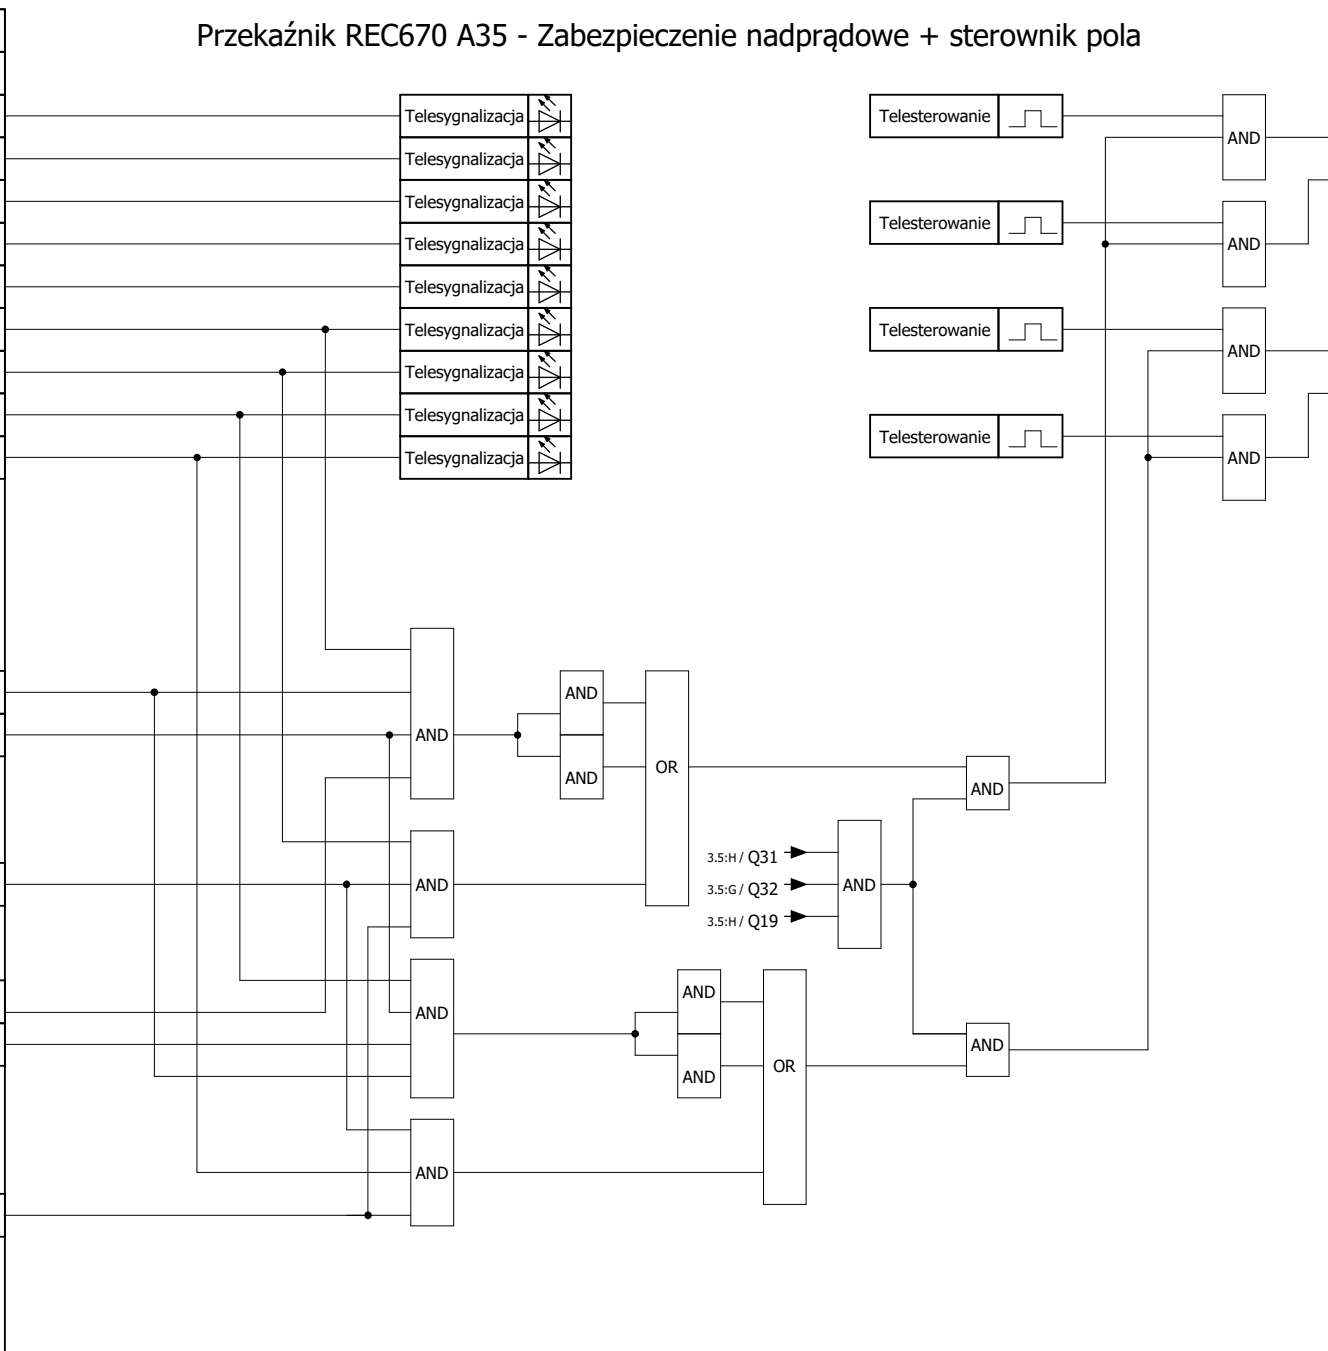 Przekaźnik REC670 A35 - Zabezpieczenie nadprądowe + sterownik pola
Telesygnalizacja
Telesterowanie
AND
Telesygnalizacja
Telesygnalizacja
Telesterowanie
AND
Telesygnalizacja
Telesygnalizacja
Telesygnalizacja
Telesterowanie
AND
Telesygnalizacja
Telesygnalizacja
Telesterowanie
AND
Telesygnalizacja
AND
AND
OR
AND
AND
AND
3.5:H / Q31
3.5:G / Q32
3.5:H / Q19
AND
AND
AND
AND
AND
AND
OR
AND
AND